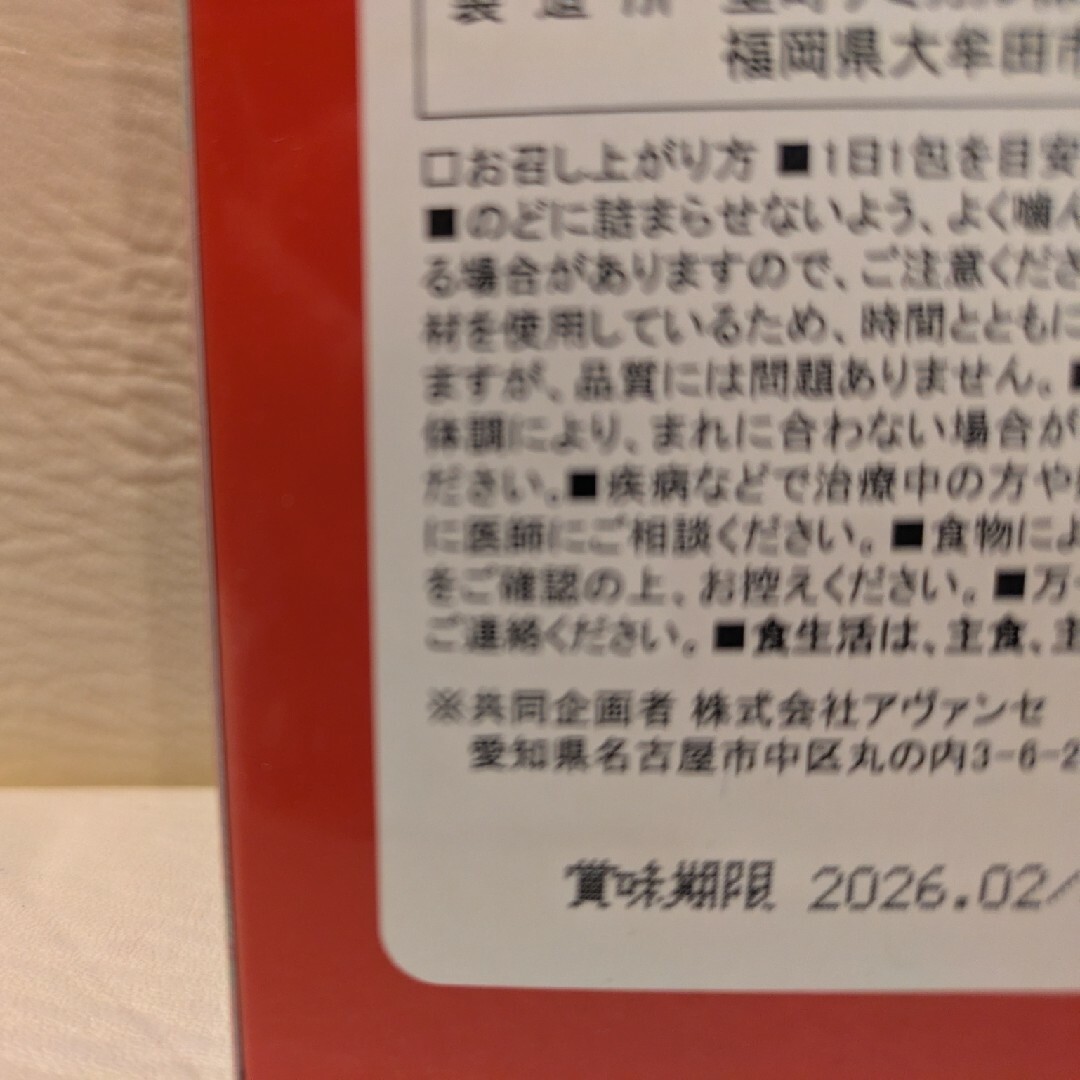 製造所
福岡県大牟田市
□お召し上がり方 ■1日1包を目安
■のどに詰まらせないよう、よく噛ん
る場合がありますので、ご注意くださ
材を使用しているため、時間とともに
ますが、品質には問題ありません。■
体調により、まれに合わない場合が
ださい。■疾病などで治療中の方や
に医師にご相談ください。■食物によ
をご確認の上、お控えください。■万
ご連絡ください。■食生活は、主食、主
※共同企画者 株式会社アヴァンセ
愛知県名古屋市中区丸の内3-6-2
賞味期限 2026.02/